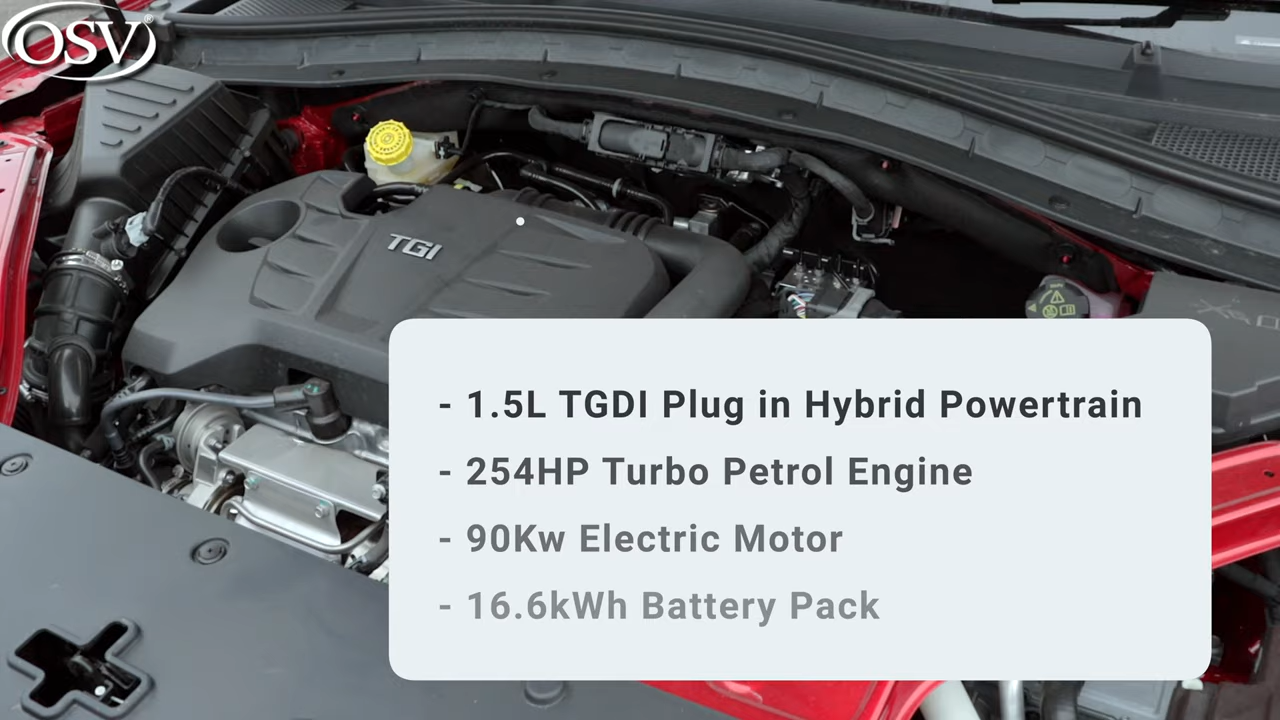 OSV®
TGI
- 1.5L TGDI Plug in Hybrid Powertrain
- 254HP Turbo Petrol Engine
- 90Kw Electric Motor
- 16.6kWh Battery Pack